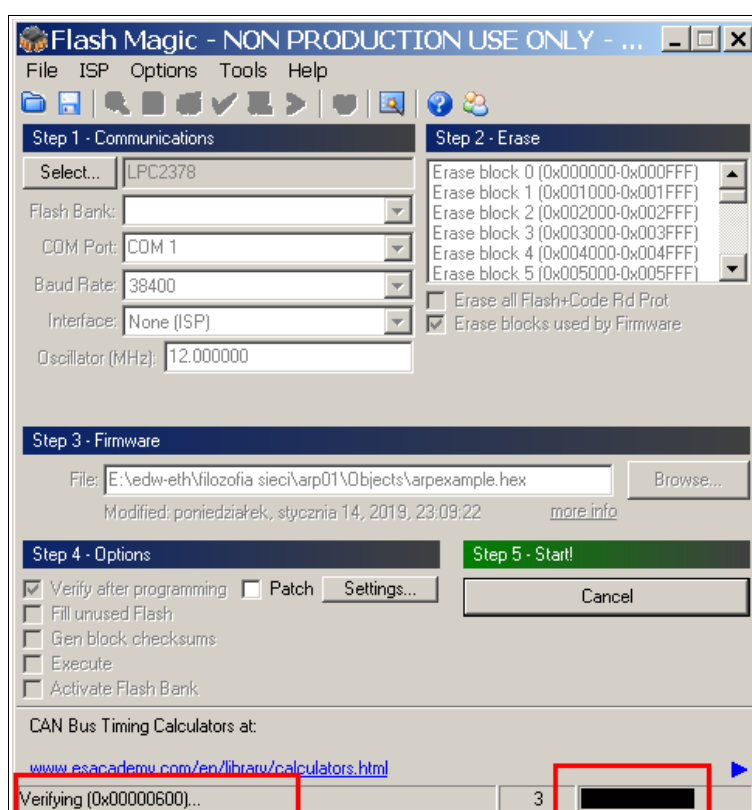 Flash Magic - NON PRODUCTION USE ONLY - ...
File ISP Options Tools Help
Step 1 - Communications
Select... LPC2378
Flash Bank:
COM Port: COM 1
Baud Rate: 38400
Interface: None (ISP)
Oscillator (MHz): 12.000000
Step 2 - Erase
Erase block 0 (0x000000-0x000FFF)
Erase block 1 (0x001000-0x001FFF)
Erase block 2 (0x002000-0x002FFF)
Erase block 3 (0x003000-0x003FFF)
Erase block 4 (0x004000-0x004FFF)
Erase block 5 (0x005000-0x005FFF)
Erase all Flash+Code Rd Prot
Erase blocks used by Firmware
Step 3 - Firmware
File: E:\edw-eth\filozofia sieci\arp01\Objects\arpexample.hex Browse...
Modified: poniedziałek, stycznia 14, 2019, 23:09:22 more info
Step 4 - Options
Verify after programming Patch Settings...
Fill unused Flash
Gen block checksums
Execute
Activate Flash Bank
Step 5 - Start!
Cancel
CAN Bus Timing Calculators at:
www.esacademy.com/en/library/calculators.html
Verifying (0x00000600)... 3